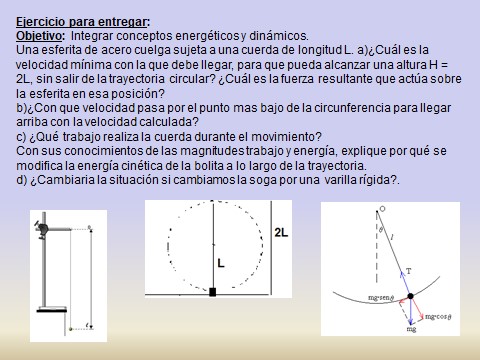 Ejercicio para entregar:
Objetivo: Integrar conceptos energéticos y dinámicos.
Una esferita de acero cuelga sujeta a una cuerda de longitud L. a)¿Cuál es la
velocidad mínima con la que debe llegar, para que pueda alcanzar una altura H =
2L, sin salir de la trayectoria circular? ¿Cuál es la fuerza resultante que actúa sobre
la esferita en esa posición?
b)¿Con que velocidad pasa por el punto mas bajo de la circunferencia para llegar
arriba con la velocidad calculada?
c) ¿Qué trabajo realiza la cuerda durante el movimiento?
Con sus conocimientos de las magnitudes trabajo y energía, explique por qué se
modifica la energía cinética de la bolita a lo largo de la trayectoria.
d) ¿Cambiaria la situación si cambiamos la soga por una varilla rígida?.
L
2L
O
θ
l
T
mg·senθ
mg·cosθ
mg